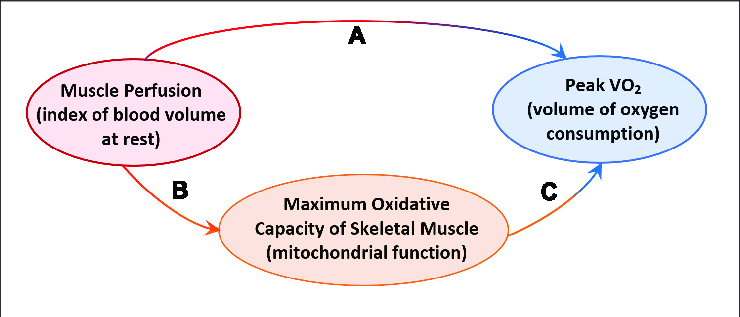 A
Muscle Perfusion
(index of blood volume
at rest)
Peak VO₂
(volume of oxygen
consumption)
B
C
Maximum Oxidative
Capacity of Skeletal Muscle
(mitochondrial function)